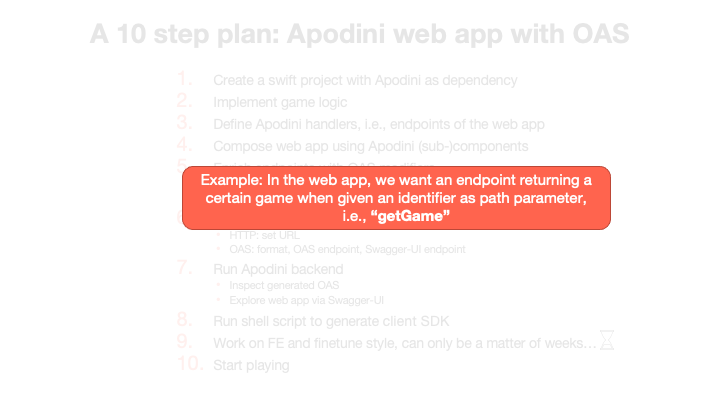 A 10 step plan: Apodini web app with OAS
1. Create a swift project with Apodini as dependency
2. Implement game logic
3. Define Apodini handlers, i.e., endpoints of the web app
4. Compose web app using Apodini (sub-)components
5. Enrich endpoints with OAS modifiers
Example: In the web app, we want an endpoint returning a
certain game when given an identifier as path parameter,
i.e., “getGame”
• HTTP: set URL
• OAS: format, OAS endpoint, Swagger-UI endpoint
7. Run Apodini backend
• Inspect generated OAS
• Explore web app via Swagger-UI
8. Run shell script to generate client SDK
9. Work on FE and finetune style, can only be a matter of weeks…
10. Start playing